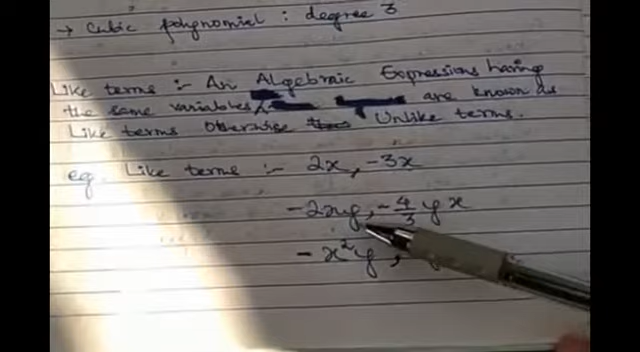 → Cubic polynomial : degree 3
Like terms :- An Algebraic Expressions having
the same variables are known as
Like terms Otherwise Unlike terms.
eg. Like terms :- 2x, -3x
-2xy, -4/3 yx
- x²y,